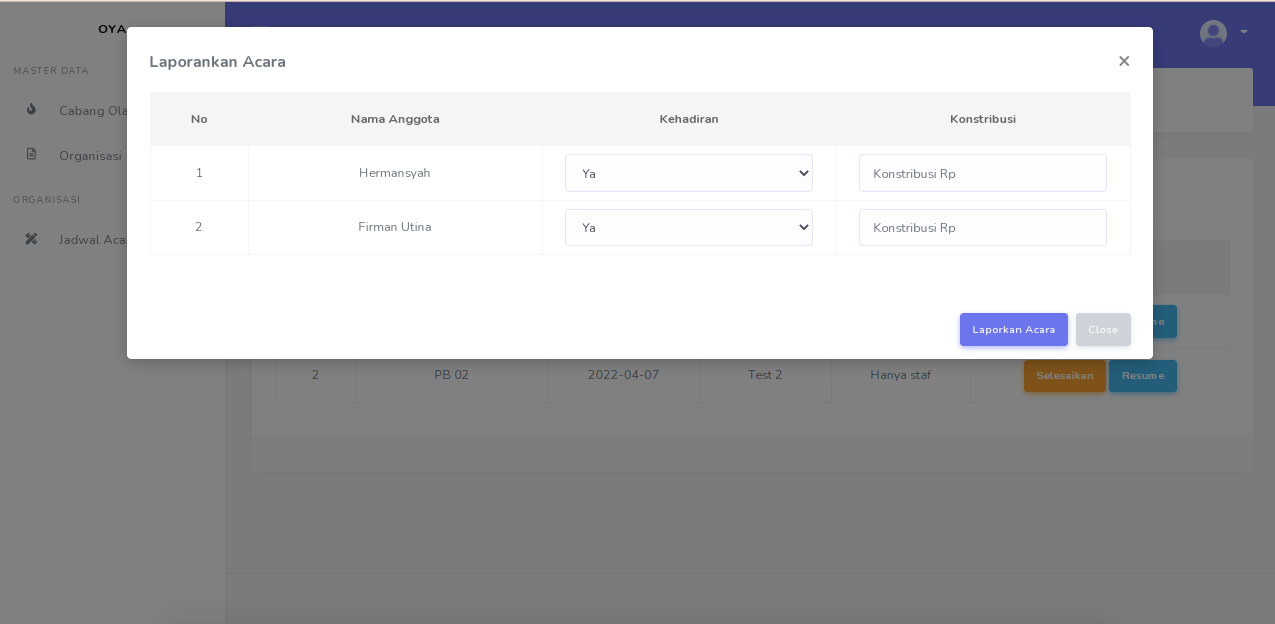 OYA
Laporankan Acara
×
MASTER DATA
No Nama Anggota Kehadiran Konstribusi
Cabang Ola
Organisasi
1 Hermansyah Ya Konstribusi Rp
ORGANISASI
2 Firman Utina Ya Konstribusi Rp
Jadwal Aca
Laporkan Acara Close
2 PB 02 2022-04-07 Test 2 Hanya staf Selesaikan Resume